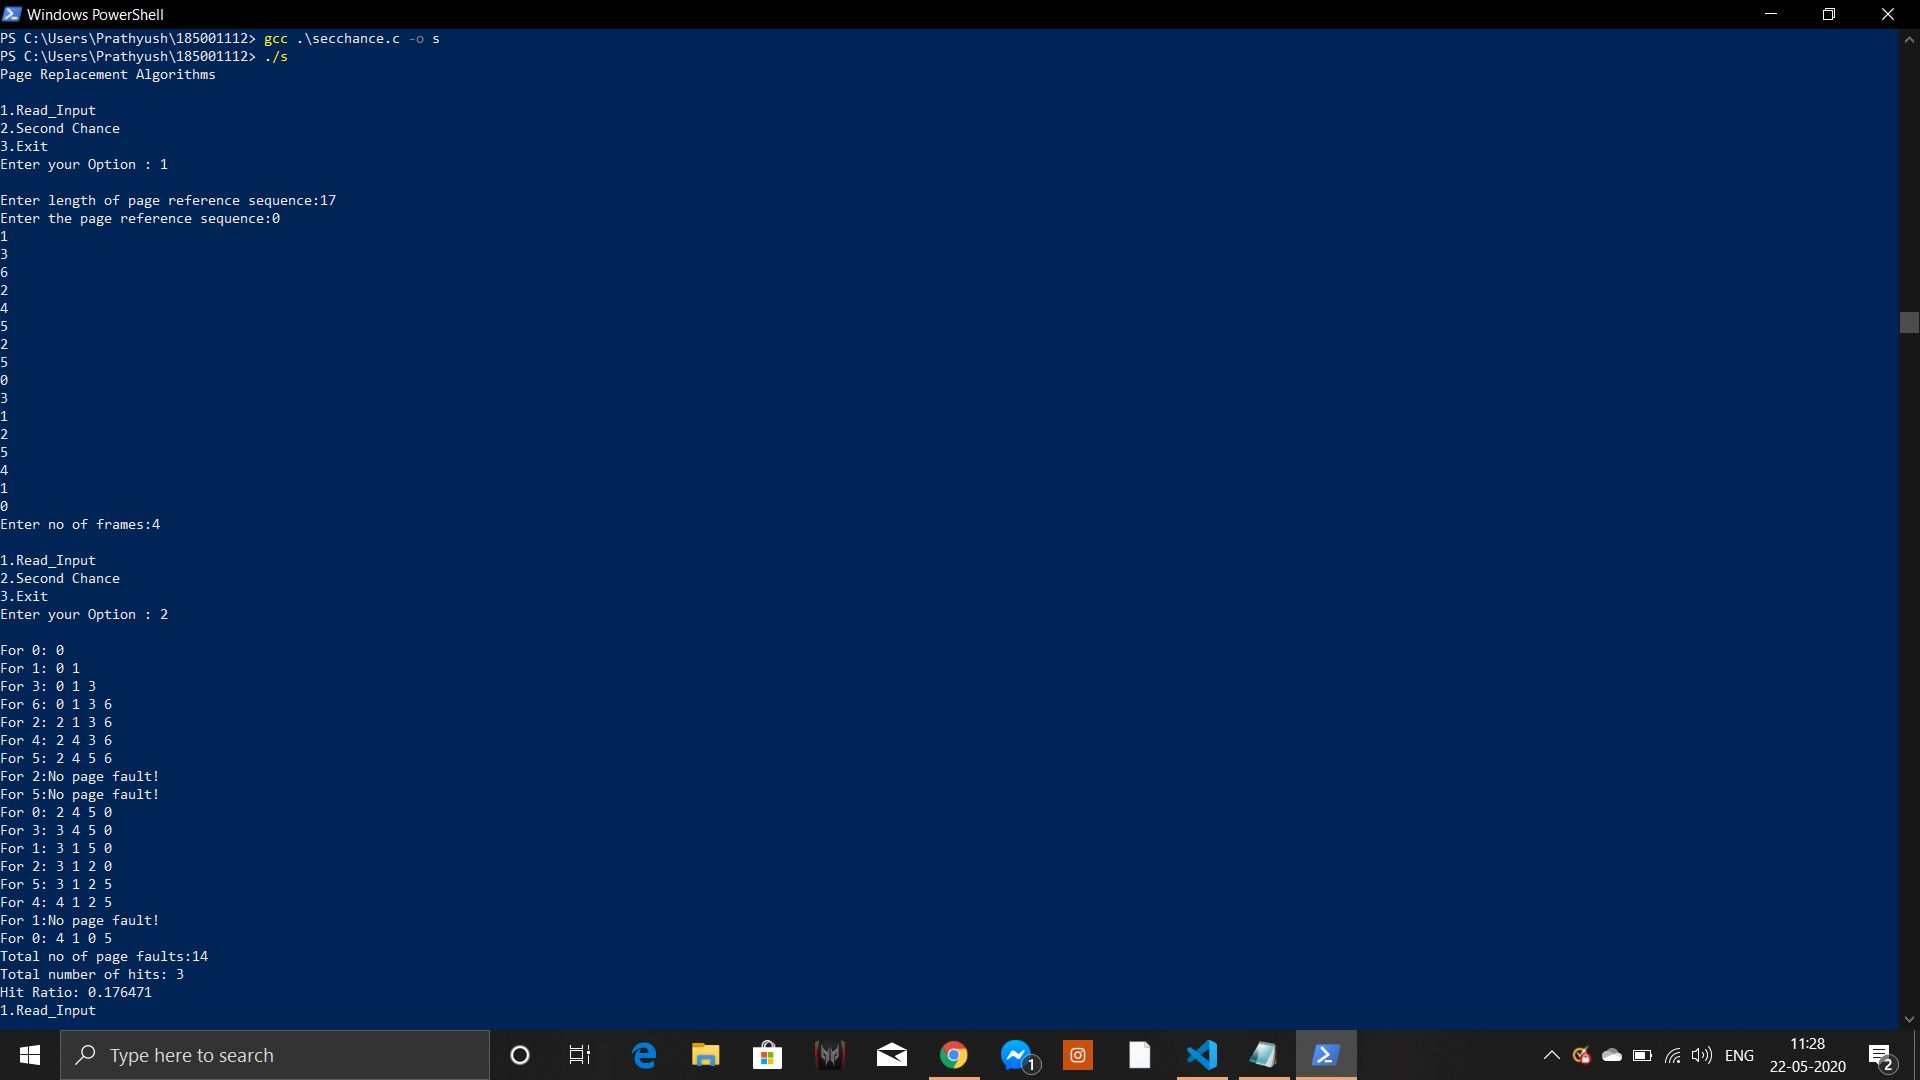 Windows PowerShell
PS C:\Users\Prathyush\185001112> gcc .\secchance.c -o s
PS C:\Users\Prathyush\185001112> ./s
Page Replacement Algorithms
1.Read_Input
2.Second Chance
3.Exit
Enter your Option : 1
Enter length of page reference sequence:17
Enter the page reference sequence:0
1
3
6
2
4
5
2
5
0
3
1
2
5
4
1
0
Enter no of frames:4
1.Read_Input
2.Second Chance
3.Exit
Enter your Option : 2
For 0: 0
For 1: 0 1
For 3: 0 1 3
For 6: 0 1 3 6
For 2: 2 1 3 6
For 4: 2 4 3 6
For 5: 2 4 5 6
For 2:No page fault!
For 5:No page fault!
For 0: 2 4 5 0
For 3: 3 4 5 0
For 1: 3 1 5 0
For 2: 3 1 2 0
For 5: 3 1 2 5
For 4: 4 1 2 5
For 1:No page fault!
For 0: 4 1 0 5
Total no of page faults:14
Total number of hits: 3
Hit Ratio: 0.176471
1.Read_Input
Type here to search
1
ENG
11:28
22-05-2020
2